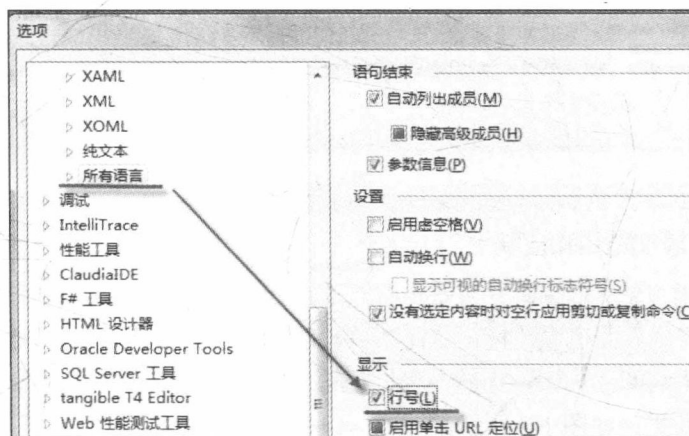 选项
XAML
XML
XOML
纯文本
所有语言
调试
IntelliTrace
性能工具
ClaudiaIDE
F# 工具
HTML 设计器
Oracle Developer Tools
SQL Server 工具
tangible T4 Editor
Web 性能测试工具
语句结束
自动列出成员(M)
隐藏高级成员(H)
参数信息(P)
设置
启用虚空格(V)
自动换行(W)
显示可视的自动换行标志符号(S)
没有选定内容时对空行应用剪切或复制命令(C
显示
行号(L)
启用单击 URL 定位(U)